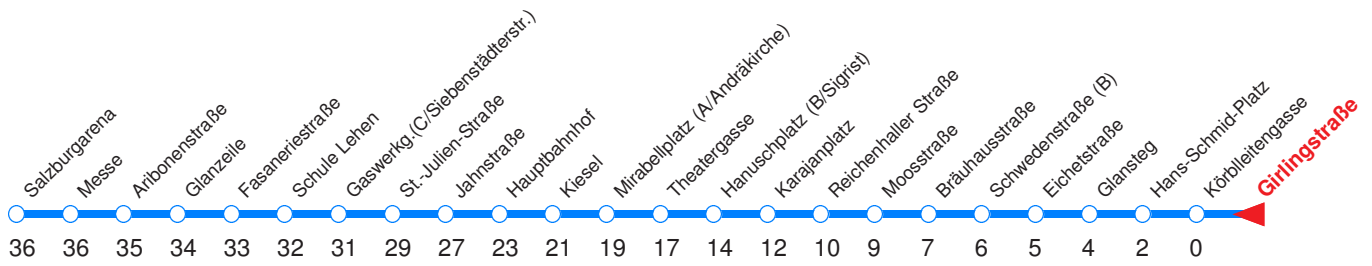 Salzburgarena
Messe
Aribonenstraße
Glanzeile
Fasaneriestraße
Schule Lehen
Gaswerkg.(C/Siebenstädterstr.)
St.-Julien-Straße
Jahnstraße
Hauptbahnhof
Kiesel
Mirabellplatz (A/Andräkirche)
Theatergasse
Hanuschplatz (B/Sigrist)
Karajanplatz
Reichenhaller Straße
Moosstraße
Bräuhausstraße
Schwedenstraße (B)
Eichetstraße
Glansteg
Hans-Schmid-Platz
Körblleitengasse
Girlingstraße
36 36 35 34 33 32 31 29 27 23 21 19 17 14 12 10 9 7 6 5 4 2 0